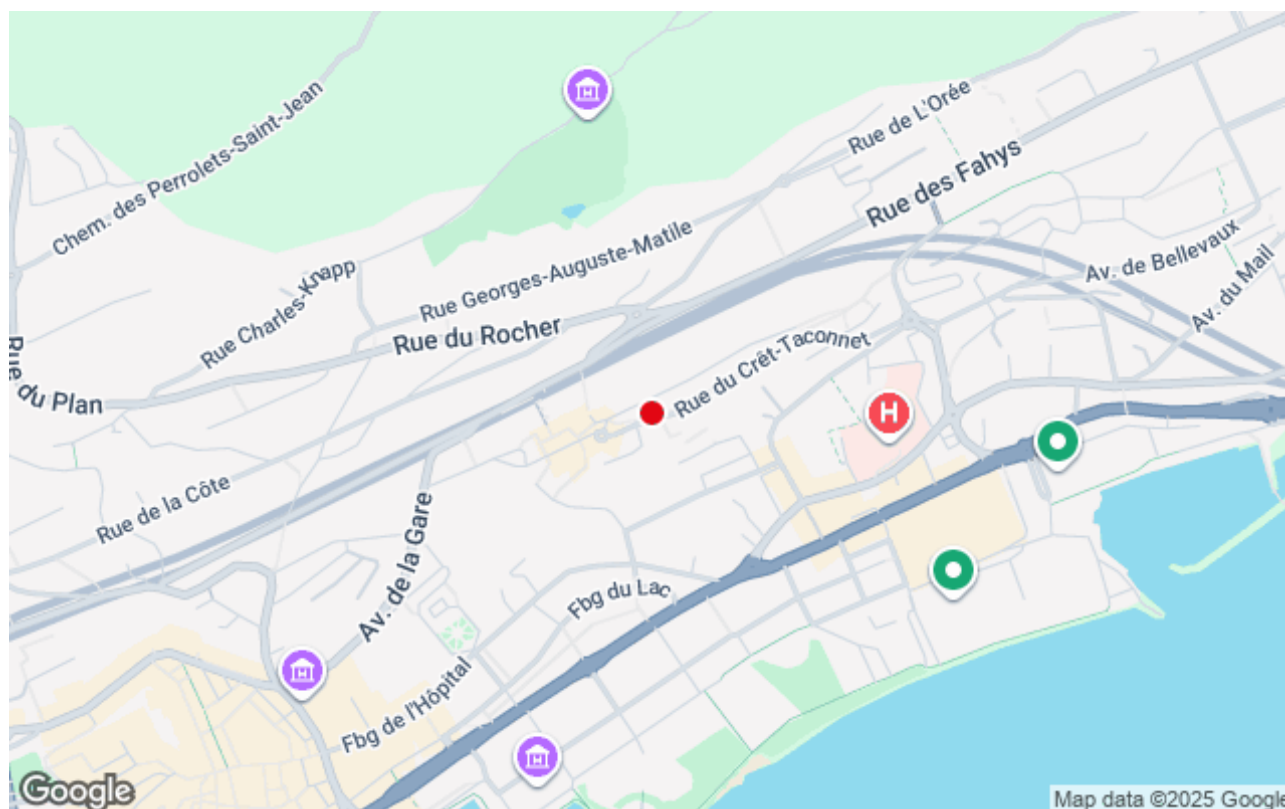 Chem. des Perrolets-Saint-Jean
Rue de L'Orée
Rue des Fahys
Rue Georges-Auguste-Matile
Rue Charles-Knapp
Av. de Bellevaux
Av. du Mail
Rue du Rocher
Rue du Plan
Rue du Crêt-Taconnet
H
Rue de la Côte
Av. de la Gare
Fbg du Lac
Fbg de l'Hôpital
Google
Map data ©2025 Google